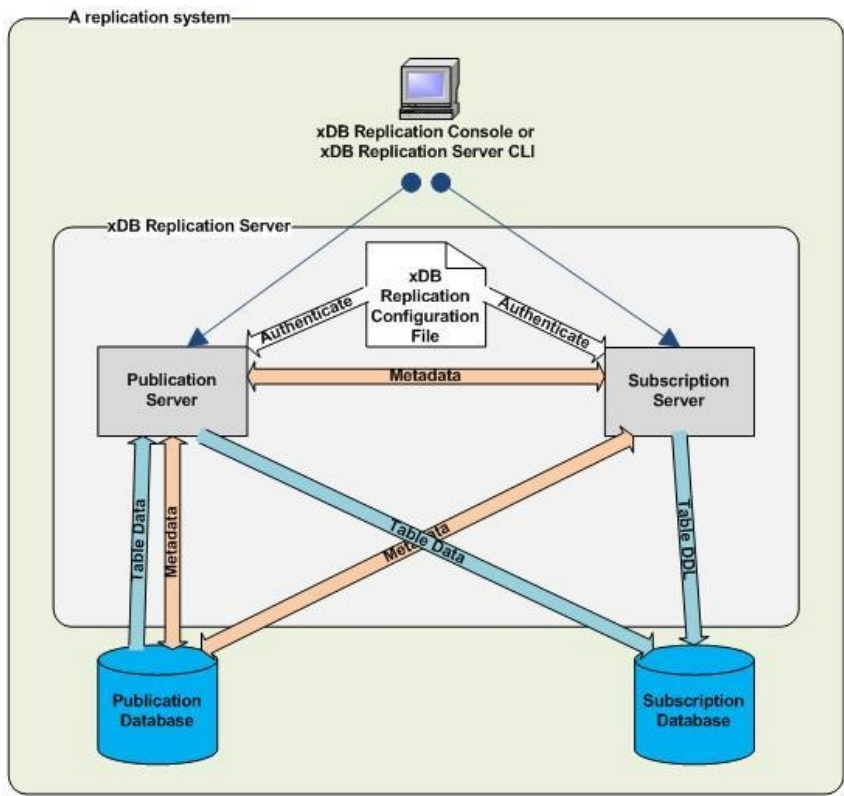 A replication system
xDB Replication Console or
xDB Replication Server CLI
xDB Replication Server
xDB
Replication
Configuration
File
Authenticate
Authenticate
Publication
Server
Metadata
Subscription
Server
Table Data
Metadata
Table Data
Metadata
Table DDL
Publication
Database
Subscription
Database